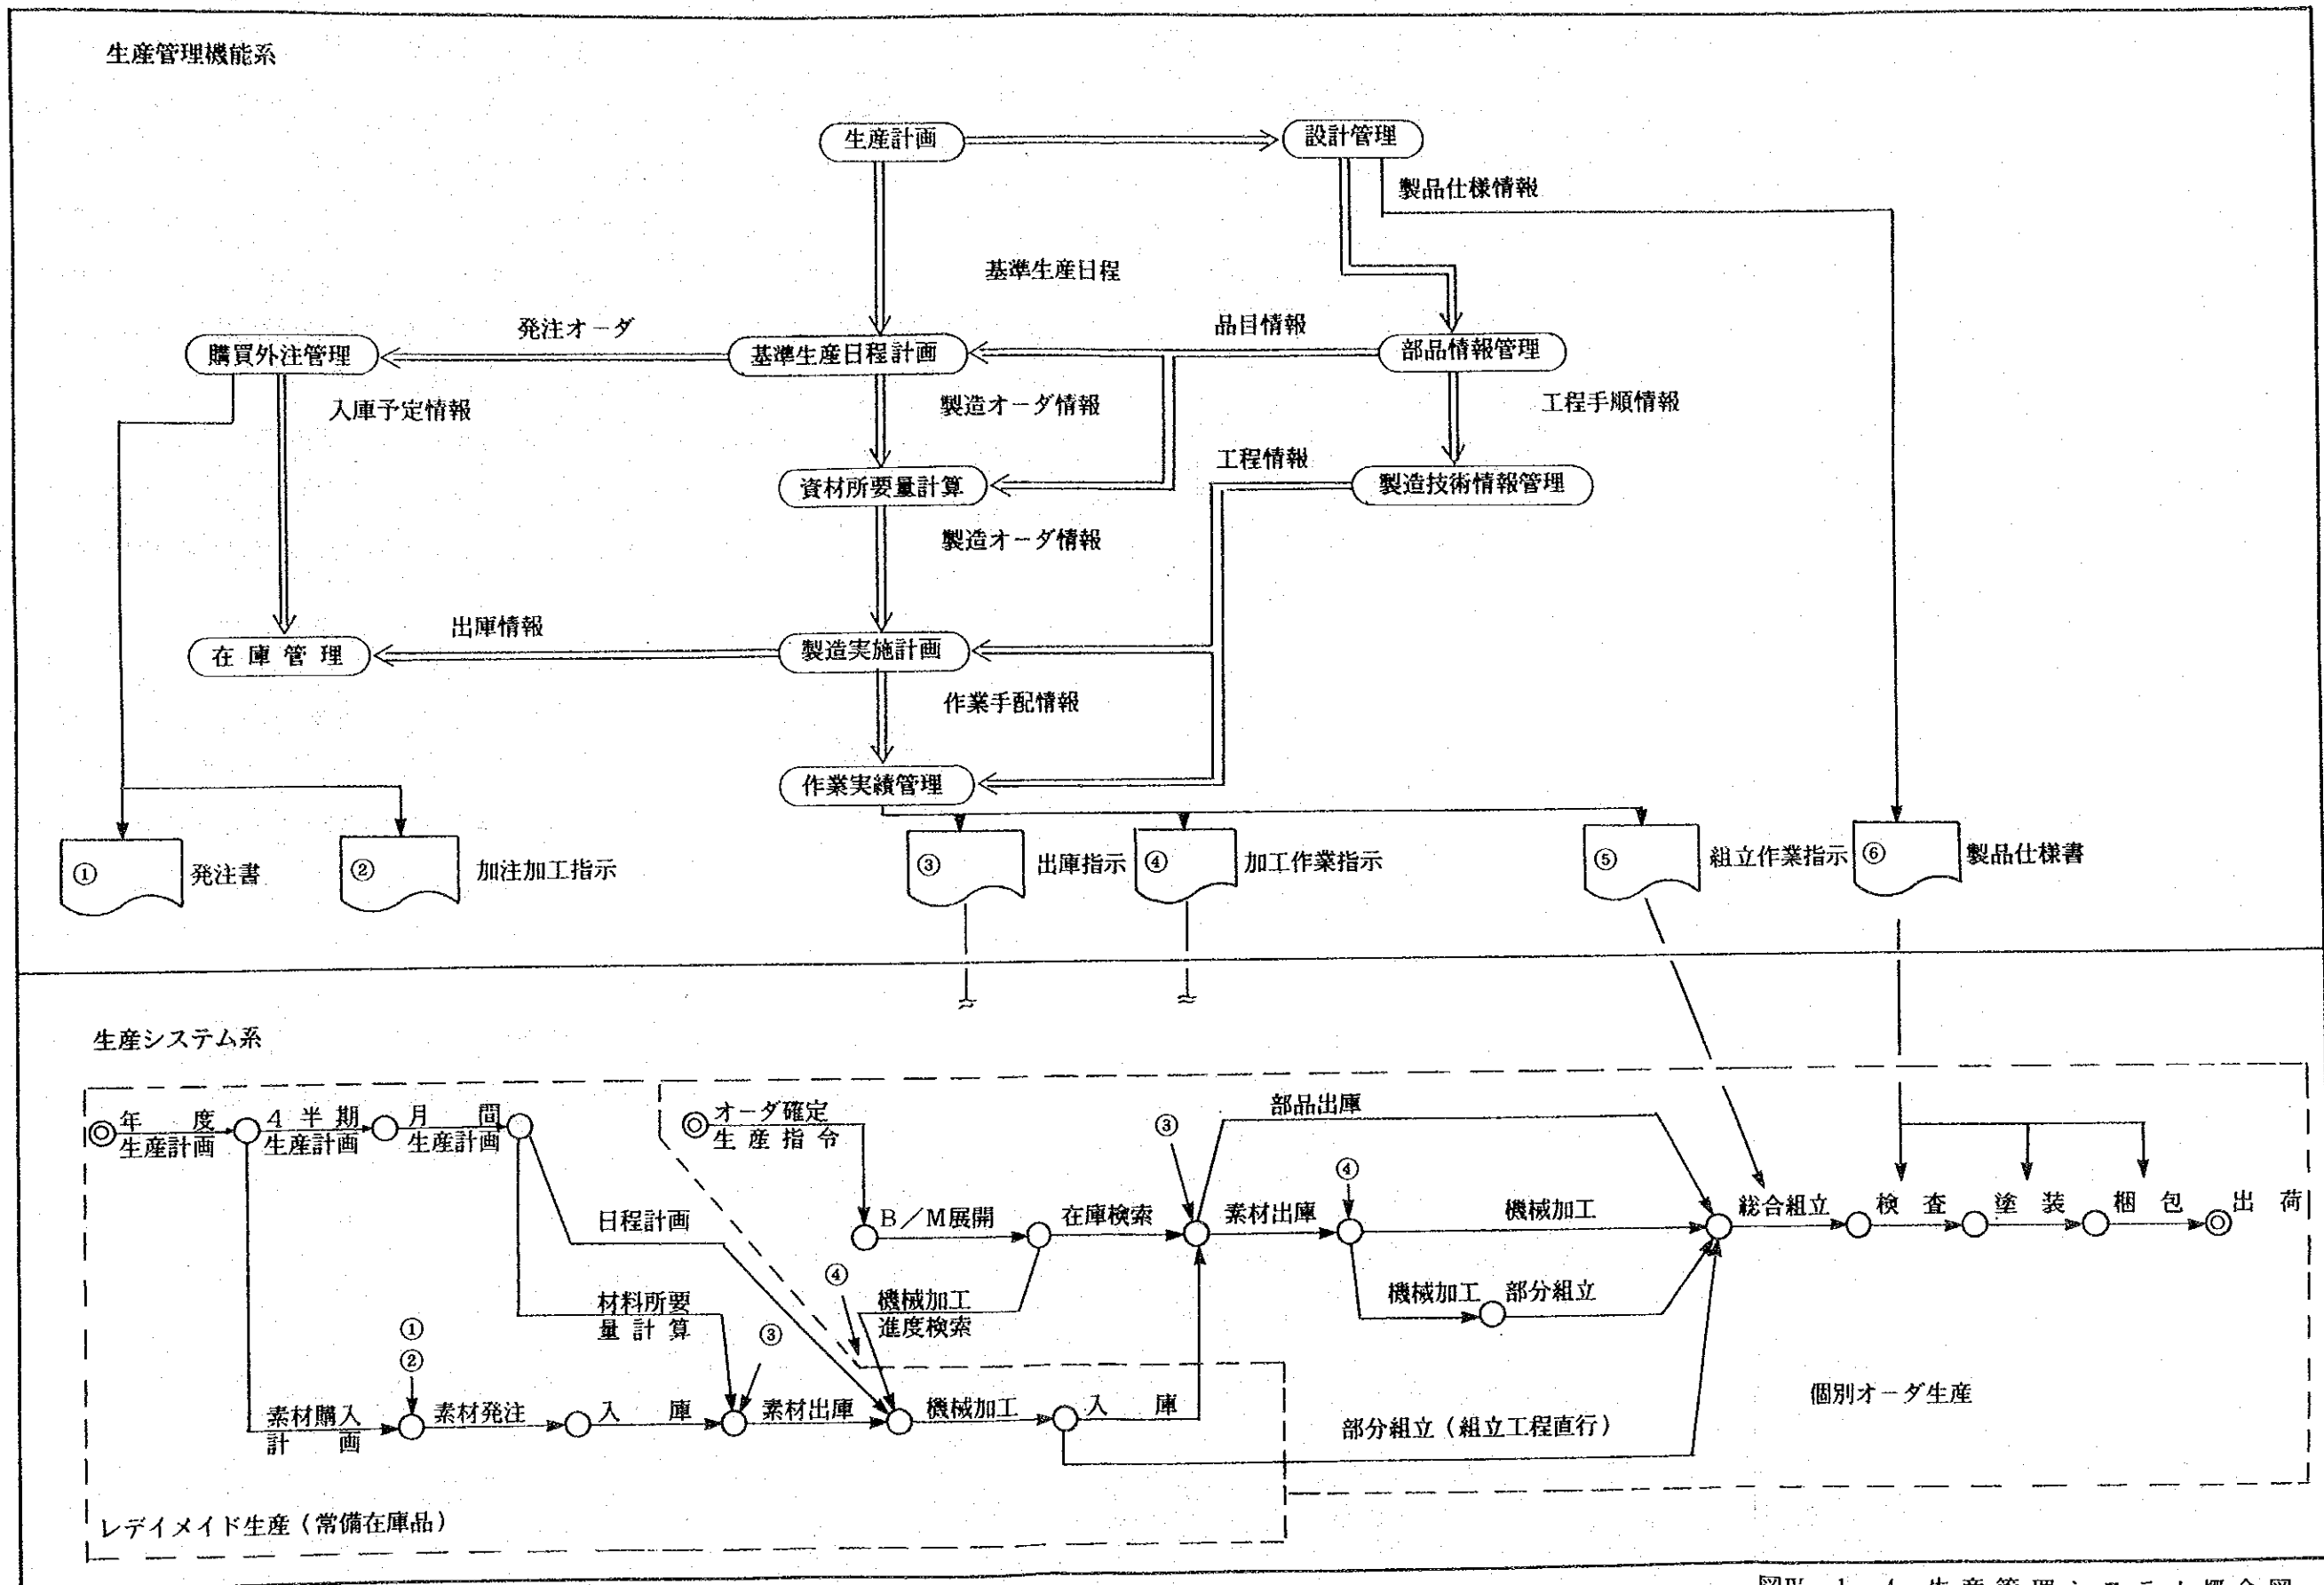 生産管理機能系
生産計画
設計管理
製品仕様情報
基準生産日程
発注オーダ
品目情報
購買外注管理
基準生産日程計画
部品情報管理
入庫予定情報
製造オーダ情報
工程手順情報
工程情報
資材所要量計算
製造技術情報管理
製造オーダ情報
出庫情報
在庫管理
製造実施計画
作業手配情報
作業実績管理
① 発注書
② 加注加工指示
③ 出庫指示
④ 加工作業指示
⑤ 組立作業指示
⑥ 製品仕様書
生産システム系
年度
生産計画
4半期
生産計画
月間
生産計画
オーダ確定
生産指令
③
部品出庫
④
日程計画
B/M展開
在庫検索
素材出庫
機械加工
総合組立
検査
塗装
梱包
出荷
④
機械加工
進度検索
機械加工
部分組立
材料所要
量計算
①
②
③
素材購入
計画
素材発注
入庫
素材出庫
機械加工
入庫
部分組立(組立工程直行)
個別オーダ生産
レデイメイド生産(常備在庫品)